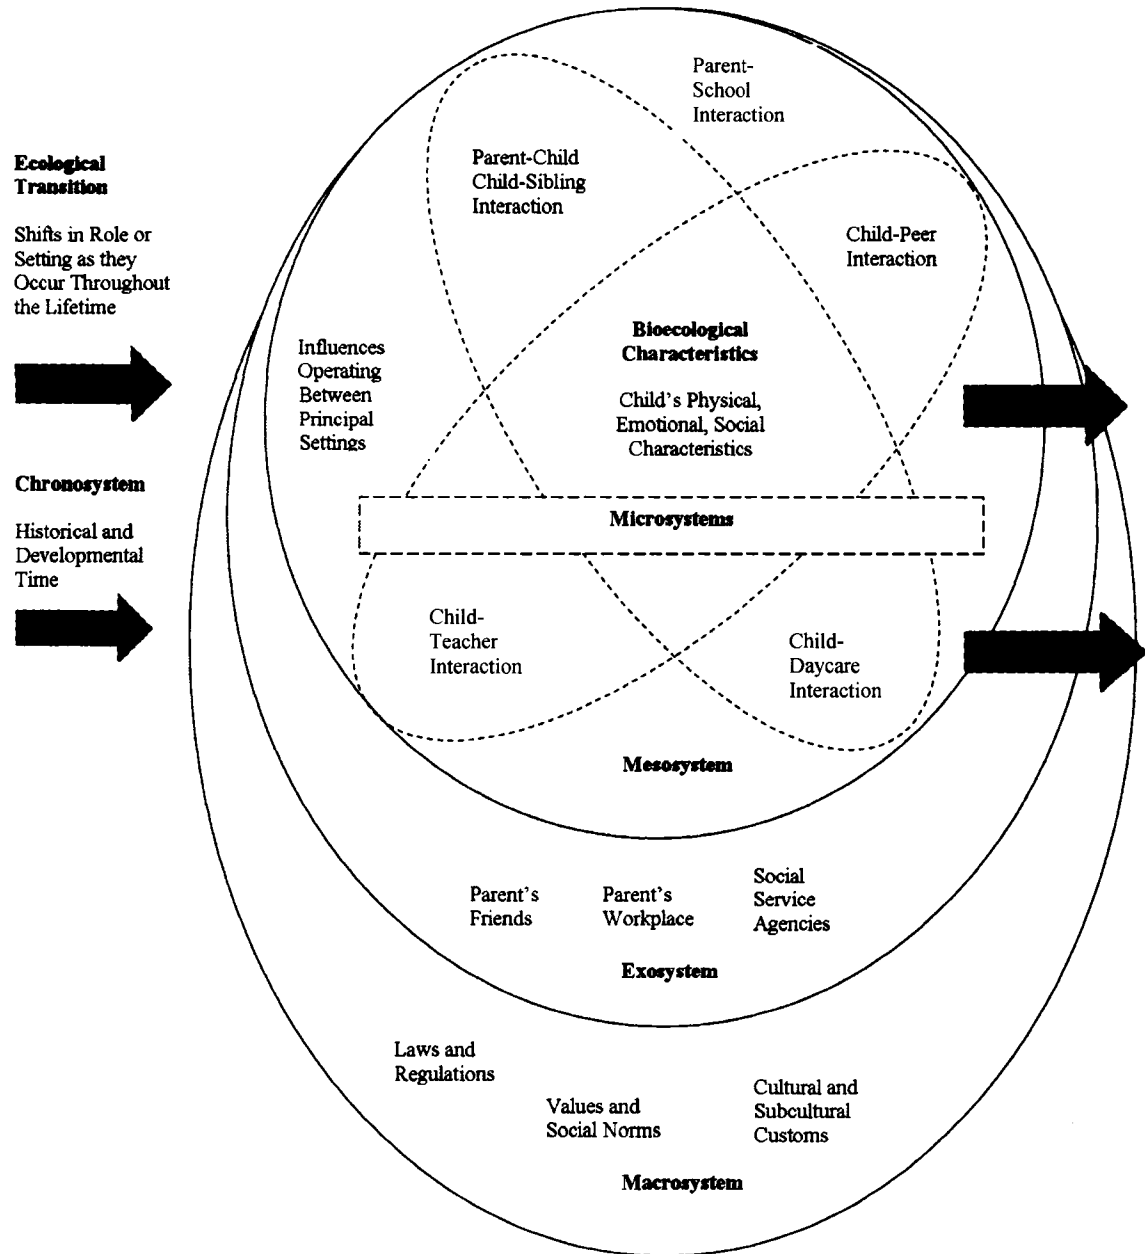 Ecological
Transition
Shifts in Role or
Setting as they
Occur Throughout
the Lifetime
Chronosystem
Historical and
Developmental
Time
Parent-
School
Interaction
Parent-Child
Child-Sibling
Interaction
Child-Peer
Interaction
Influences
Operating
Between
Principal
Settings
Bioecological
Characteristics
Child's Physical,
Emotional, Social
Characteristics
Microsystems
Child-
Teacher
Interaction
Child-
Daycare
Interaction
Mesosystem
Parent's
Friends
Parent's
Workplace
Social
Service
Agencies
Exosystem
Laws and
Regulations
Values and
Social Norms
Cultural and
Subcultural
Customs
Macrosystem